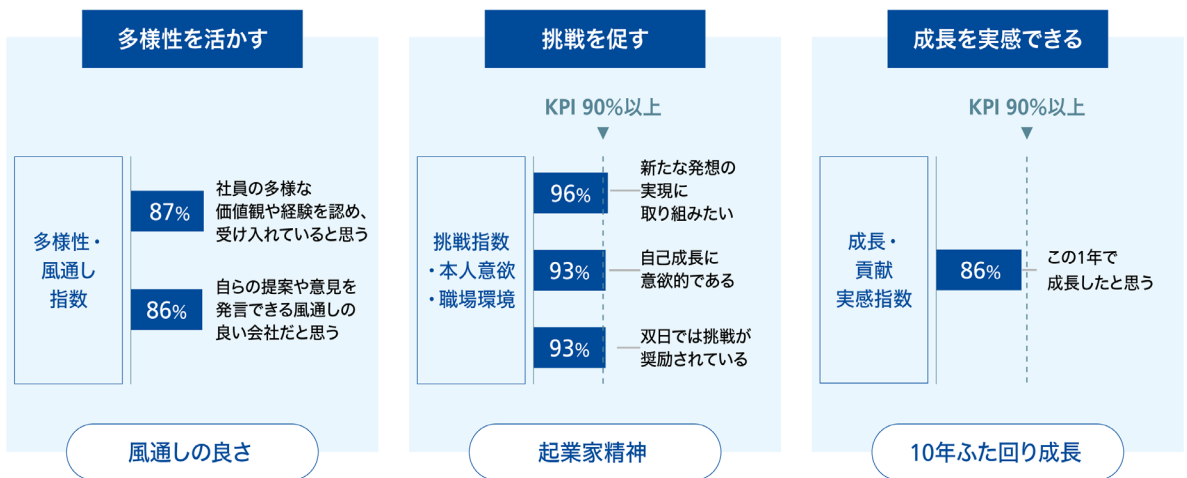 多様性を活かす
多様性・
風通し
指数
87%
社員の多様な
価値観や経験を認め、
受け入れていると思う
86%
自らの提案や意見を
発言できる風通しの
良い会社だと思う
風通しの良さ
挑戦を促す
KPI 90%以上
挑戦指数
・本人意欲
・職場環境
96%
新たな発想の
実現に
取り組みたい
93%
自己成長に
意欲的である
93%
双日では挑戦が
奨励されている
起業家精神
成長を実感できる
KPI 90%以上
成長・
貢献
実感指数
86%
この1年で
成長したと思う
10年ふた回り成長